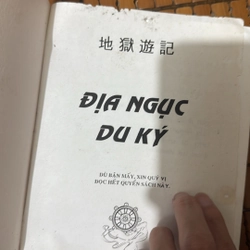 地獄遊記
ĐỊA NGỤC
DU KÝ
DÙ BẬN MẤY, XIN QUÝ VỊ
ĐỌC HẾT QUYỂN SÁCH NÀY.